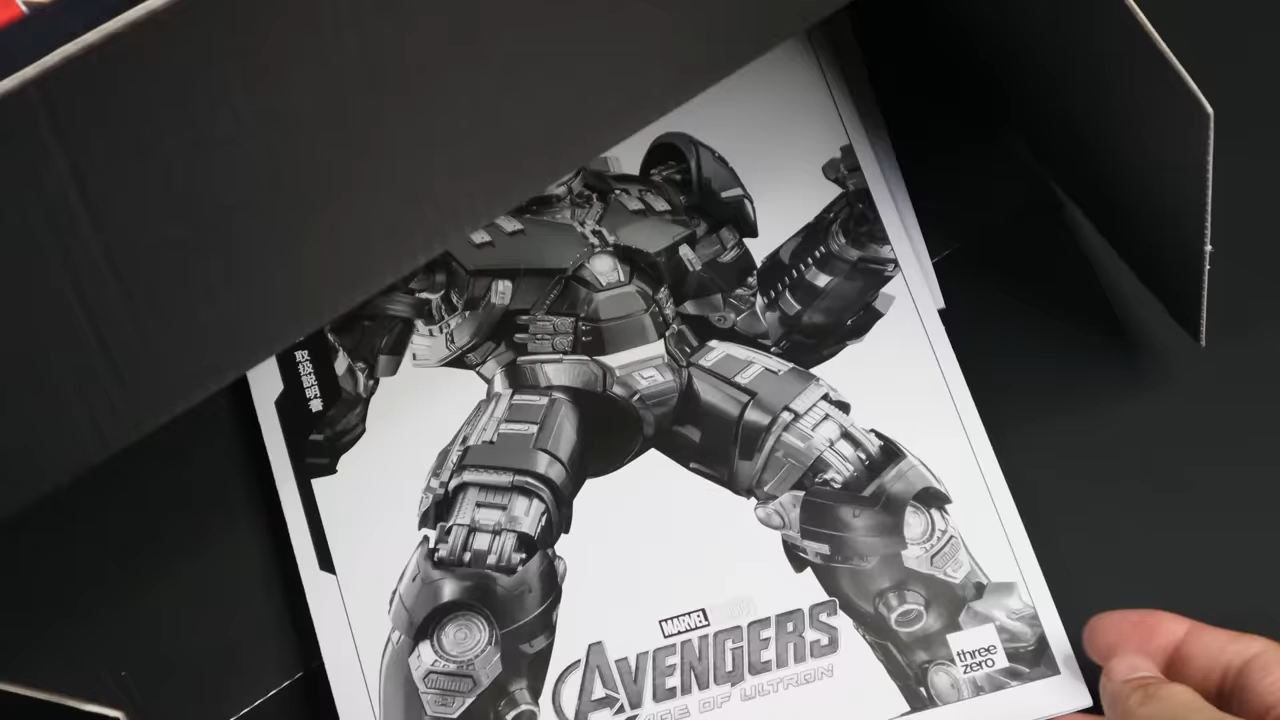 取扱説明書
MARVEL
AVENGERS
AGE OF ULTRON
three
zero